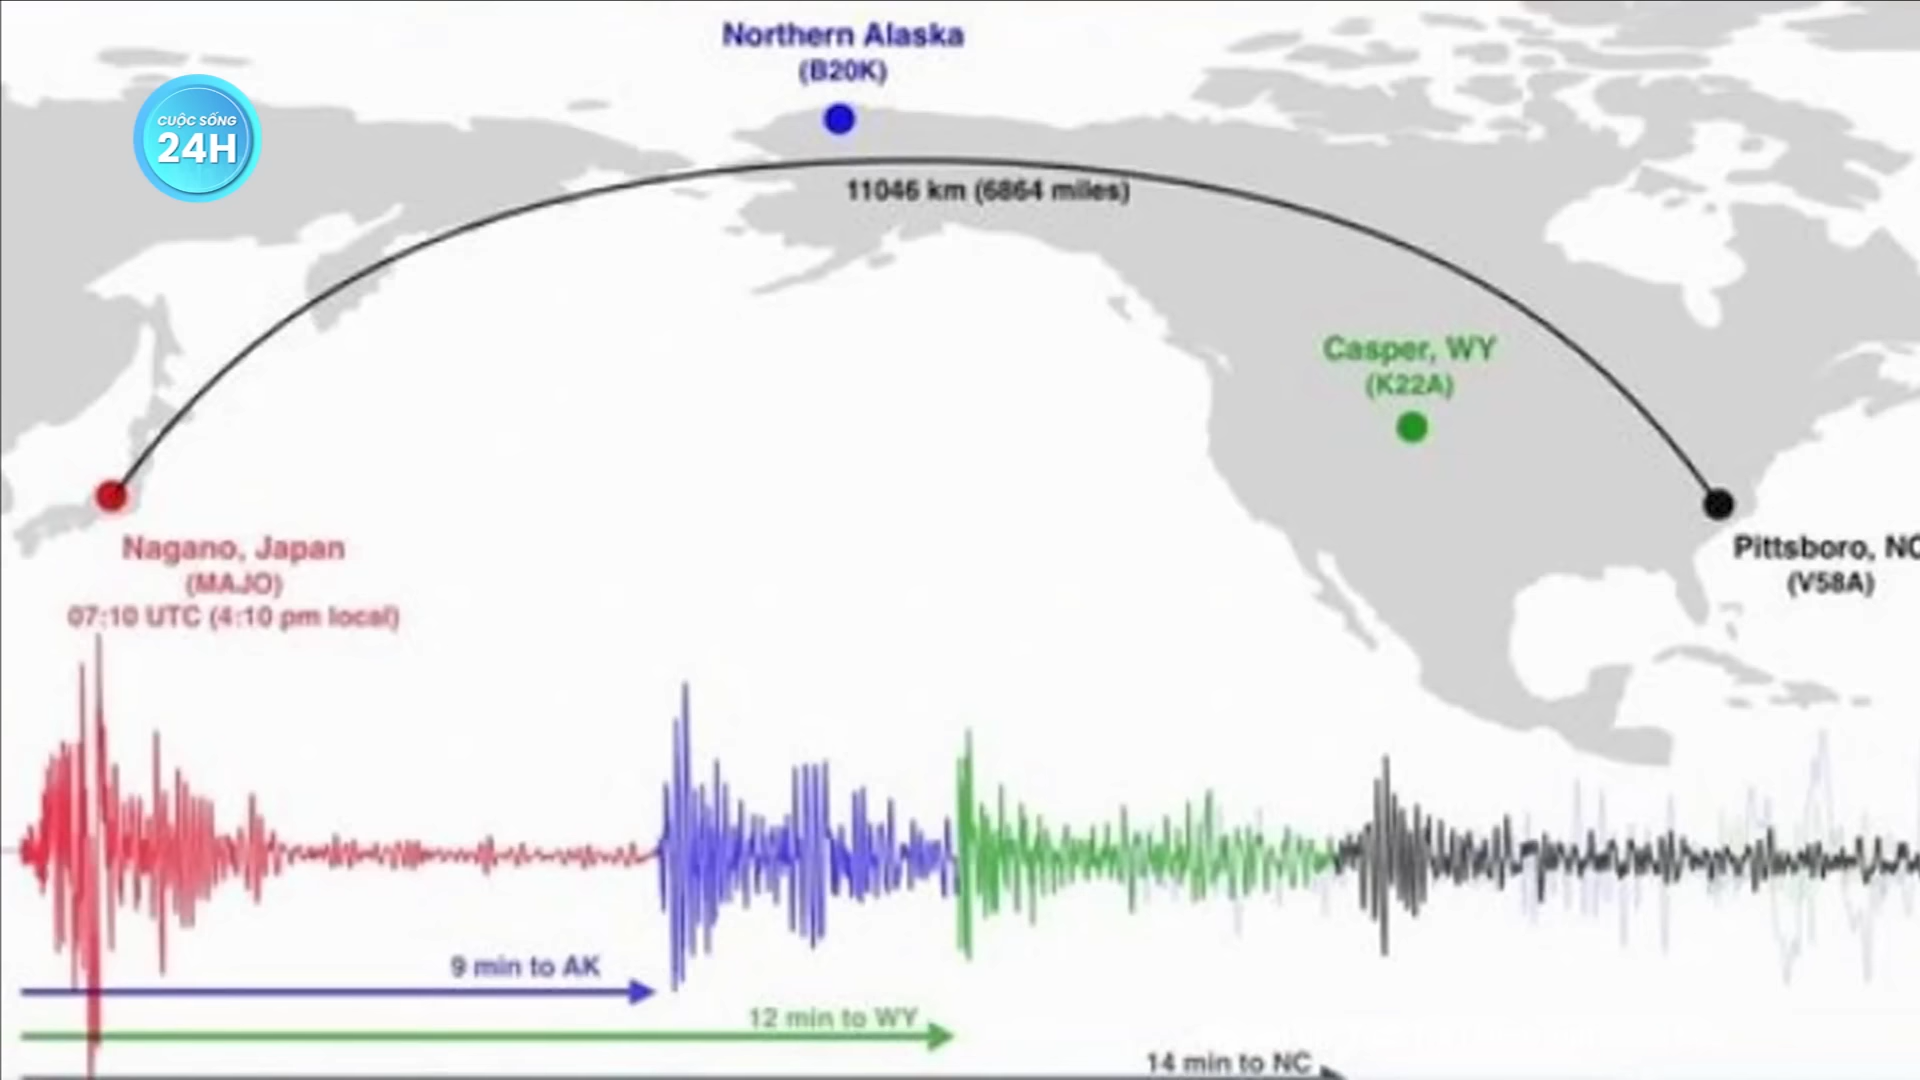 Northern Alaska
(B20K)
CUỘC SỐNG
24H
11046 km (6864 miles)
Casper, WY
(K22A)
Nagano, Japan
(MAJO)
07:10 UTC (4:10 pm local)
Pittsboro, NC
(V58A)
9 min to AK
12 min to WY
14 min to NC